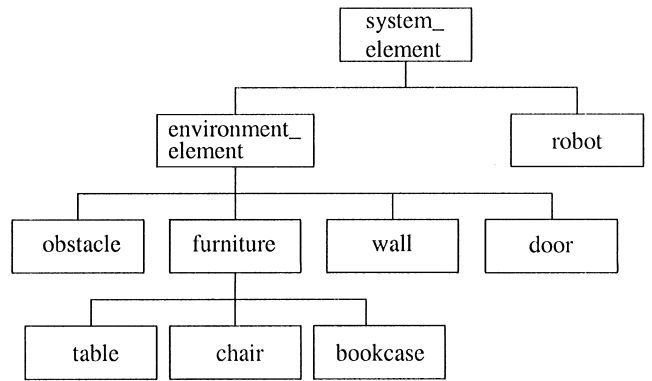 system_
element
environment_
element
robot
obstacle
furniture
wall
door
table
chair
bookcase